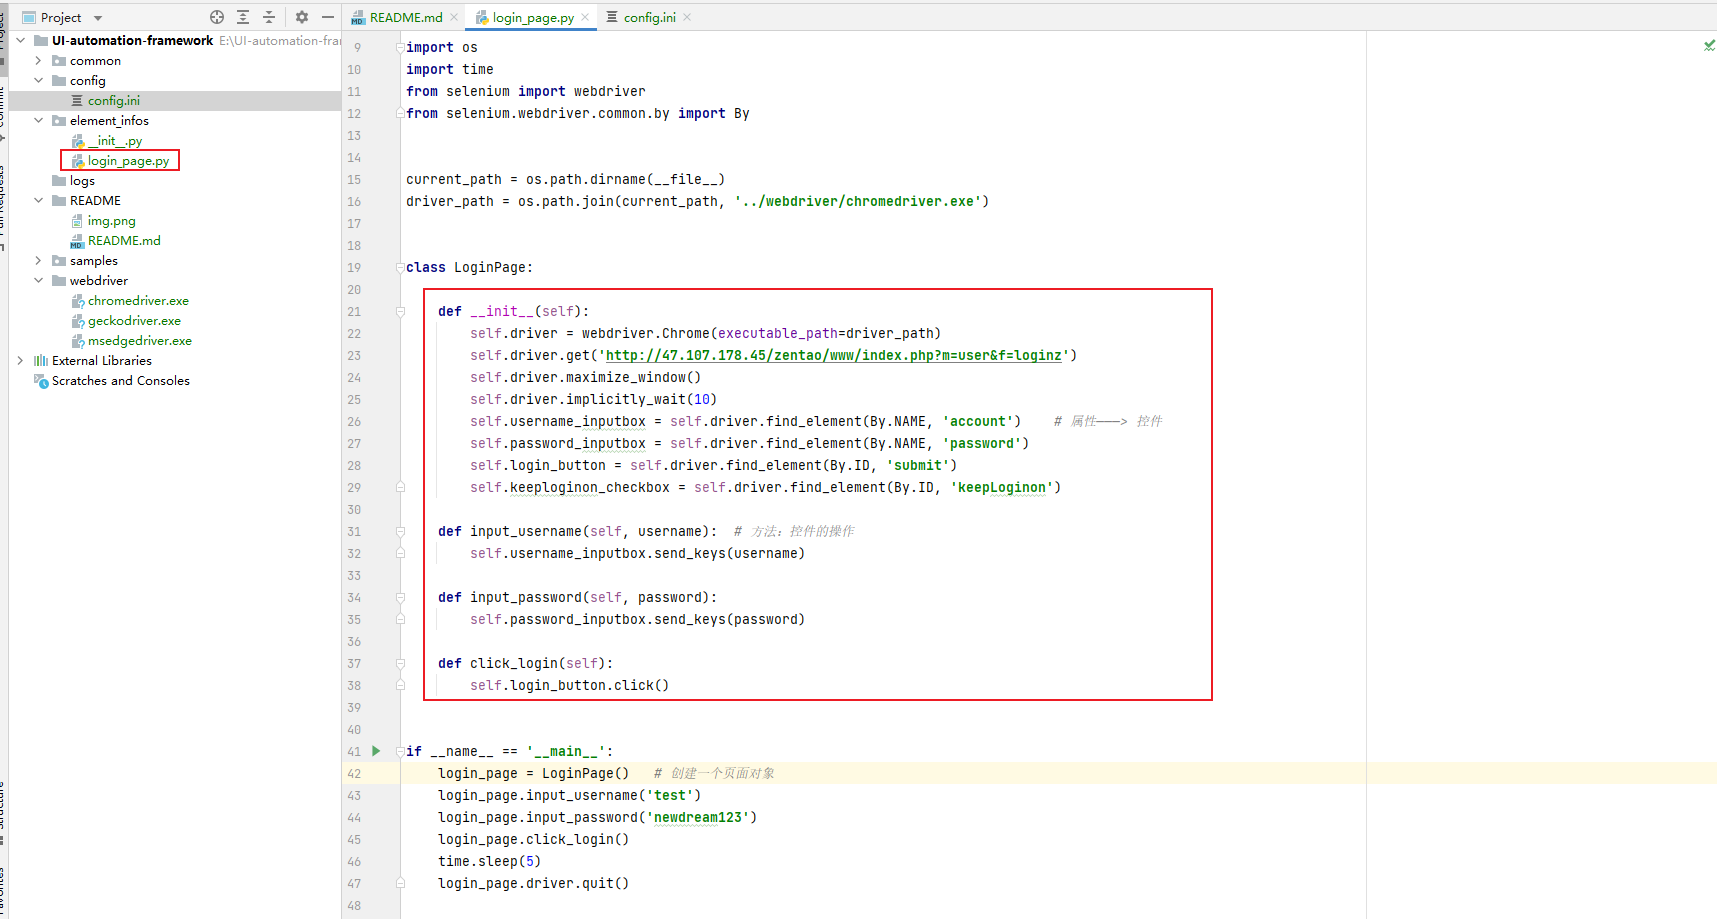 Project
README.md
login_page.py
config.ini
UI-automation-framework E:\UI-automation-fra
common
config
config.ini
element_infos
__init__.py
login_page.py
logs
README
img.png
README.md
samples
webdriver
chromedriver.exe
geckodriver.exe
msedgedriver.exe
External Libraries
Scratches and Consoles
9 import os
10 import time
11 from selenium import webdriver
12 from selenium.webdriver.common.by import By
13
14
15 current_path = os.path.dirname(__file__)
16 driver_path = os.path.join(current_path, '../webdriver/chromedriver.exe')
17
18
19 class LoginPage:
20
21 def __init__(self):
22 self.driver = webdriver.Chrome(executable_path=driver_path)
23 self.driver.get('http://47.107.178.45/zentao/www/index.php?m=user&f=loginz')
24 self.driver.maximize_window()
25 self.driver.implicitly_wait(10)
26 self.username_inputbox = self.driver.find_element(By.NAME, 'account') # 属性———> 控件
27 self.password_inputbox = self.driver.find_element(By.NAME, 'password')
28 self.login_button = self.driver.find_element(By.ID, 'submit')
29 self.keeploginon_checkbox = self.driver.find_element(By.ID, 'keepLoginon')
30
31 def input_username(self, username): # 方法：控件的操作
32 self.username_inputbox.send_keys(username)
33
34 def input_password(self, password):
35 self.password_inputbox.send_keys(password)
36
37 def click_login(self):
38 self.login_button.click()
39
40
41 if __name__ == '__main__':
42 login_page = LoginPage() # 创建一个页面对象
43 login_page.input_username('test')
44 login_page.input_password('newdream123')
45 login_page.click_login()
46 time.sleep(5)
47 login_page.driver.quit()
48